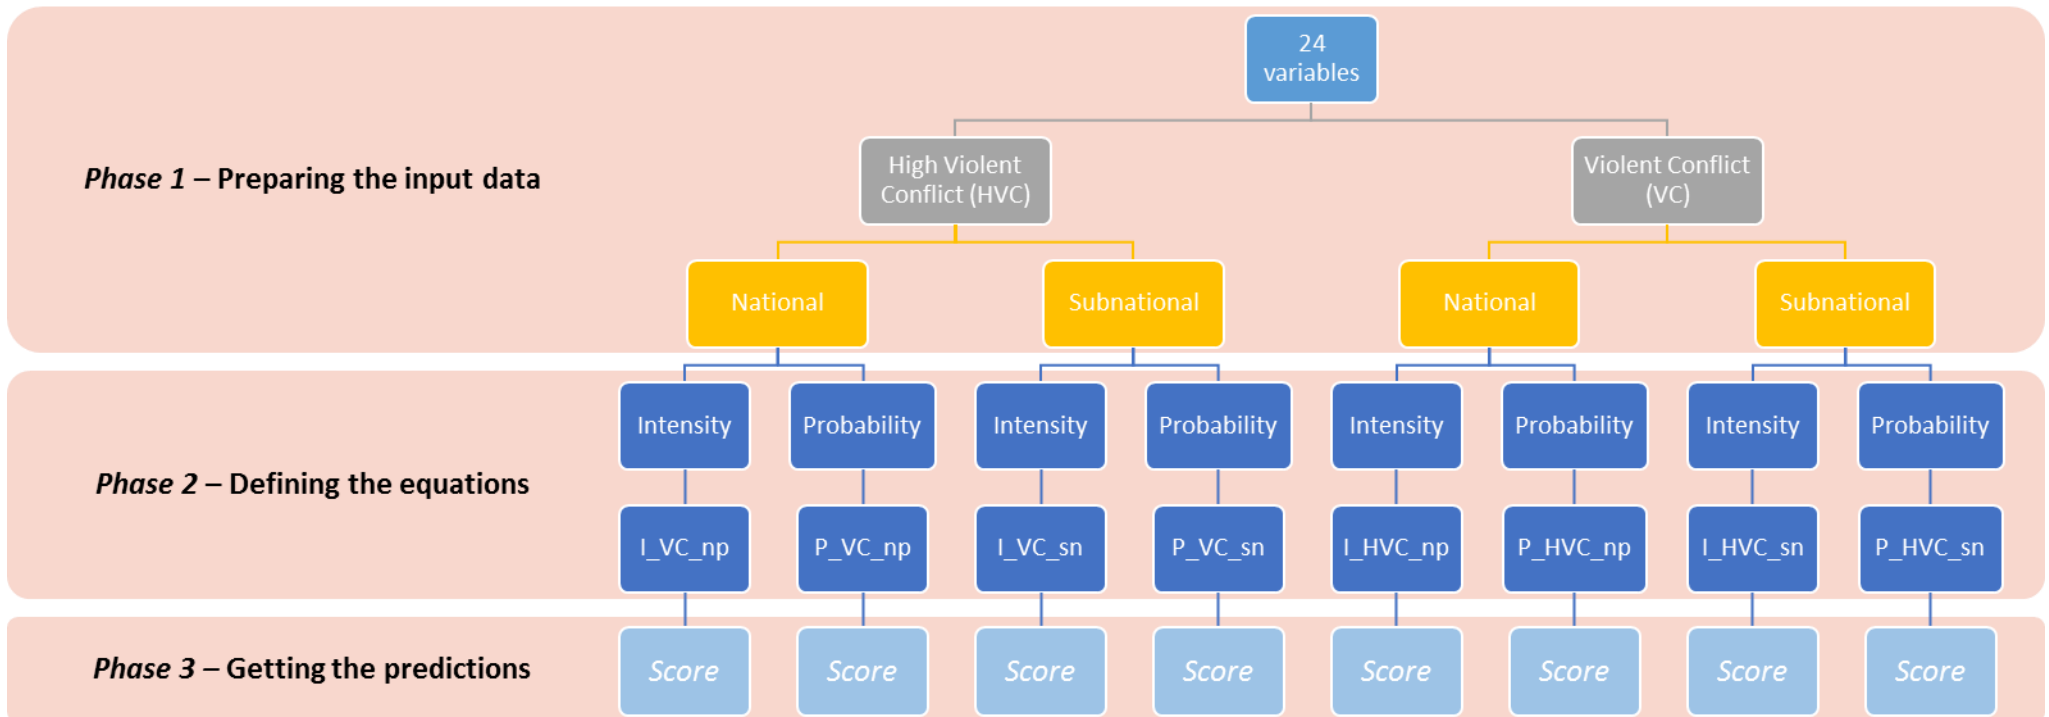 24
variables
Phase 1 – Preparing the input data
High Violent
Conflict (HVC)
Violent Conflict
(VC)
National
Subnational
National
Subnational
Phase 2 – Defining the equations
Intensity
Probability
Intensity
Probability
Intensity
Probability
Intensity
Probability
I_VC_np
P_VC_np
I_VC_sn
P_VC_sn
I_HVC_np
P_HVC_np
I_HVC_sn
P_HVC_sn
Phase 3 – Getting the predictions
Score
Score
Score
Score
Score
Score
Score
Score